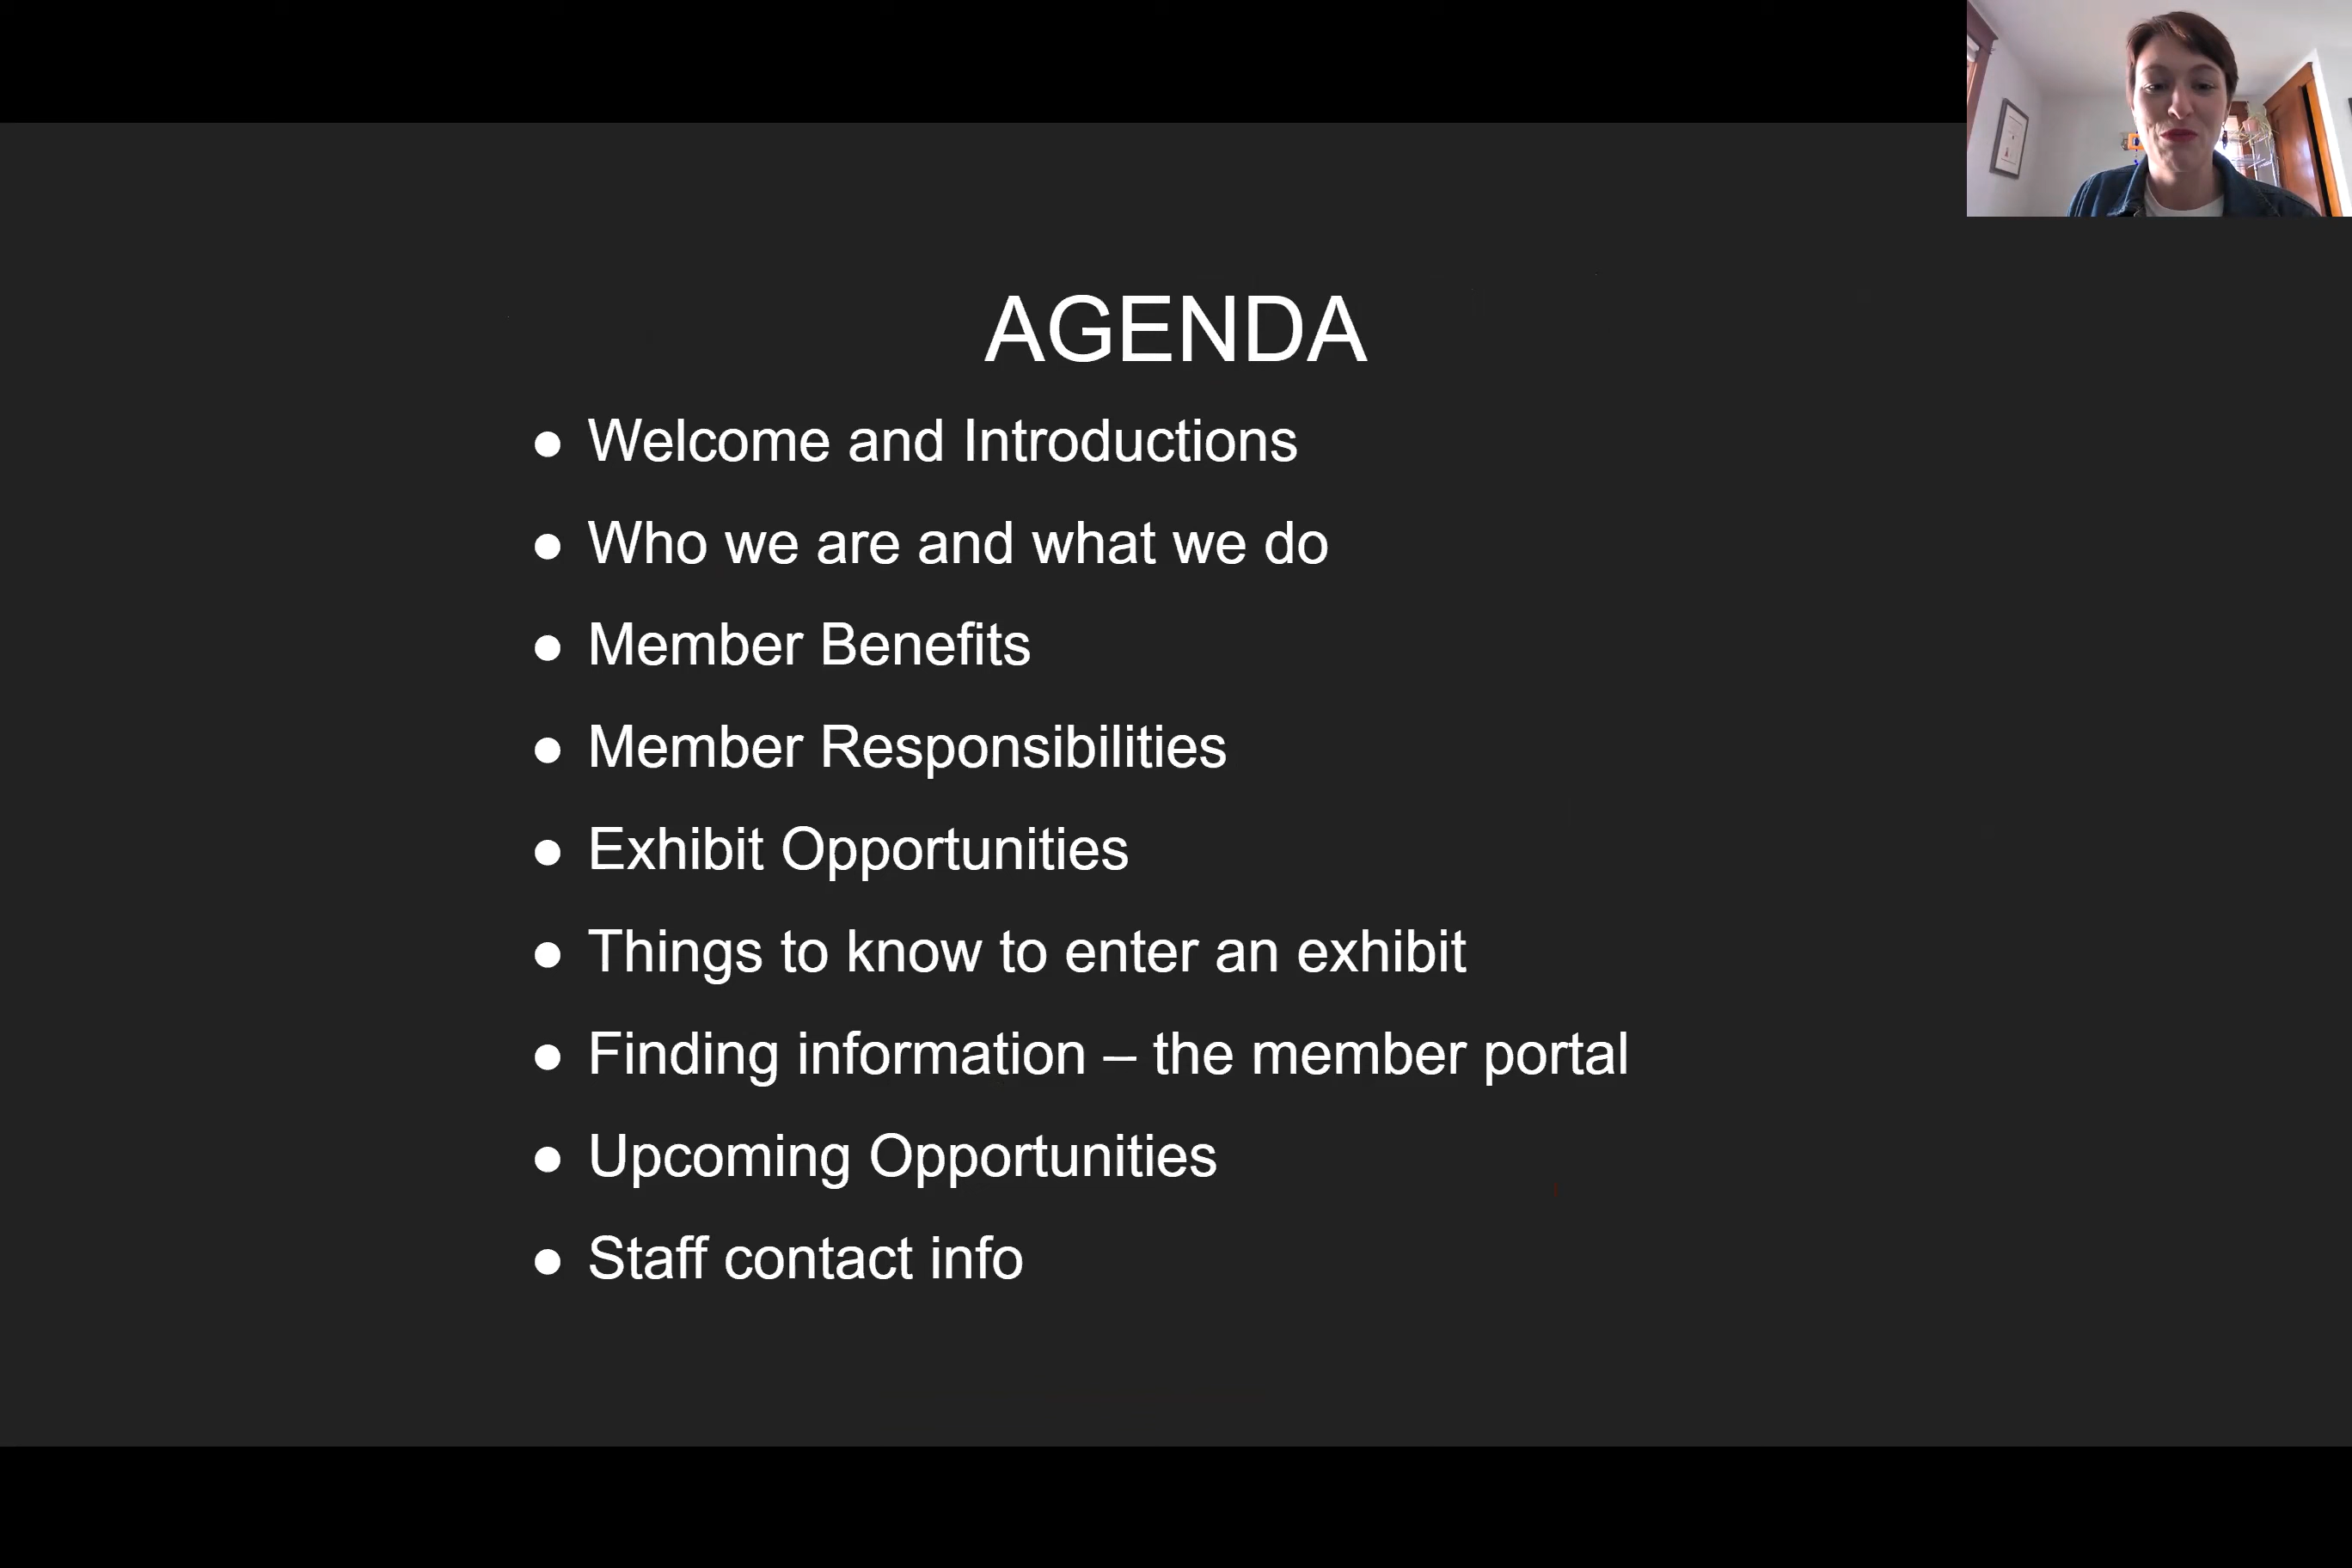 AGENDA
● Welcome and Introductions
● Who we are and what we do
● Member Benefits
● Member Responsibilities
● Exhibit Opportunities
● Things to know to enter an exhibit
● Finding information – the member portal
● Upcoming Opportunities
● Staff contact info